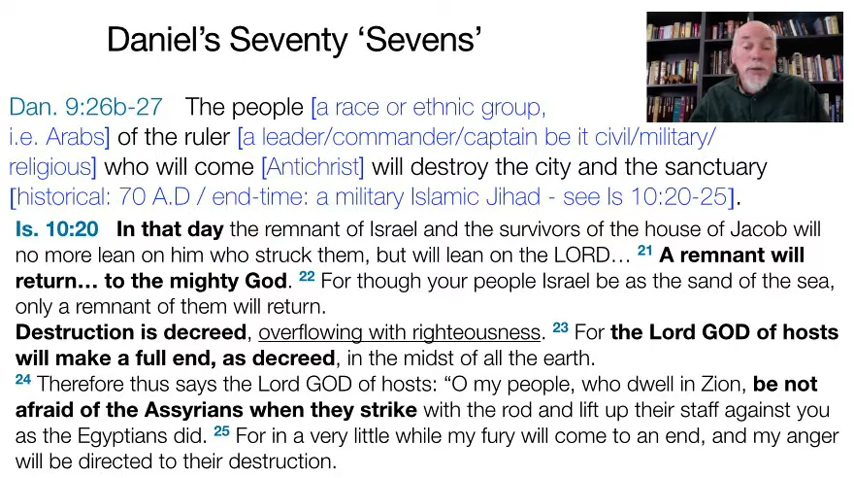 Daniel’s Seventy ‘Sevens’
Dan. 9:26b-27 The people [a race or ethnic group,
i.e. Arabs] of the ruler [a leader/commander/captain be it civil/military/
religious] who will come [Antichrist] will destroy the city and the sanctuary
[historical: 70 A.D / end-time: a military Islamic Jihad - see Is 10:20-25].
Is. 10:20 In that day the remnant of Israel and the survivors of the house of Jacob will
no more lean on him who struck them, but will lean on the LORD… 21 A remnant will
return… to the mighty God. 22 For though your people Israel be as the sand of the sea,
only a remnant of them will return.
Destruction is decreed, overflowing with righteousness. 23 For the Lord GOD of hosts
will make a full end, as decreed, in the midst of all the earth.
24 Therefore thus says the Lord GOD of hosts: “O my people, who dwell in Zion, be not
afraid of the Assyrians when they strike with the rod and lift up their staff against you
as the Egyptians did. 25 For in a very little while my fury will come to an end, and my anger
will be directed to their destruction.